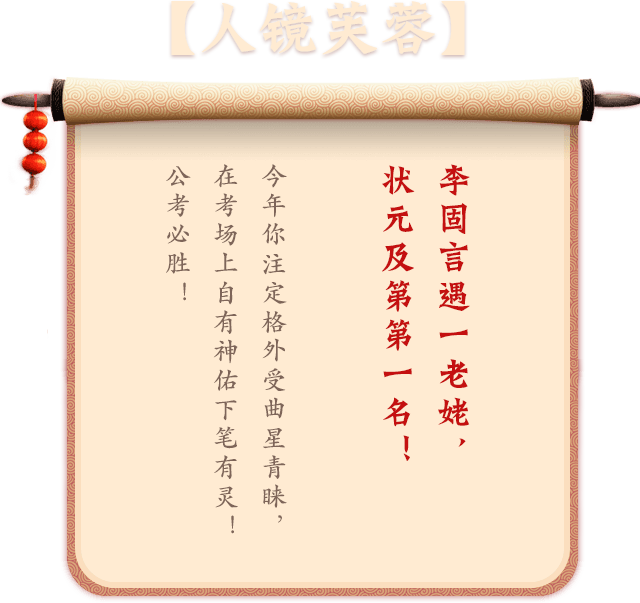 【人镜芙蓉】
李固言遇一老姥，
状元及第第一名！
今年你注定格外受曲星青睐，
在考场上自有神佑下笔有灵！
公考必胜！